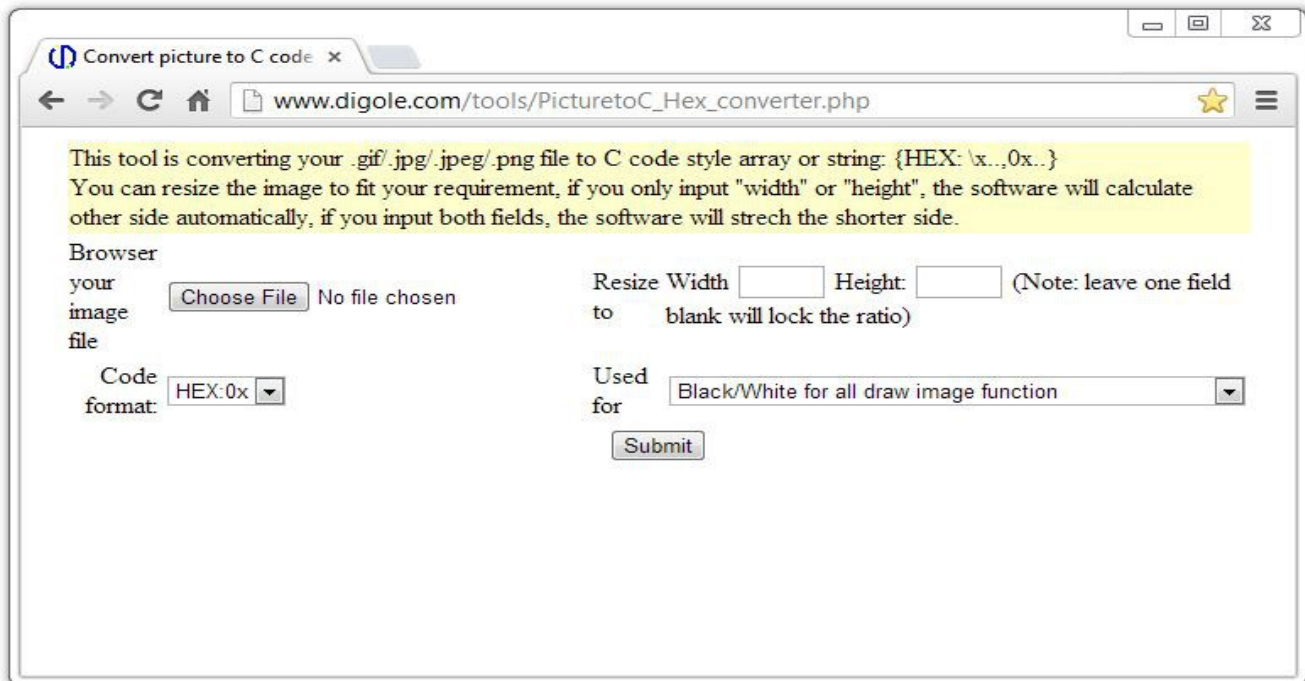 Convert picture to C code
www.digole.com/tools/PicturetoC_Hex_converter.php
This tool is converting your .gif/.jpg/.jpeg/.png file to C code style array or string: {HEX: \x..,0x..}
You can resize the image to fit your requirement, if you only input "width" or "height", the software will calculate
other side automatically, if you input both fields, the software will strech the shorter side.
Browser
your
image
file
Choose File No file chosen
Resize
to
Width Height: (Note: leave one field
blank will lock the ratio)
Code
format:
HEX:0x
Used
for
Black/White for all draw image function
Submit